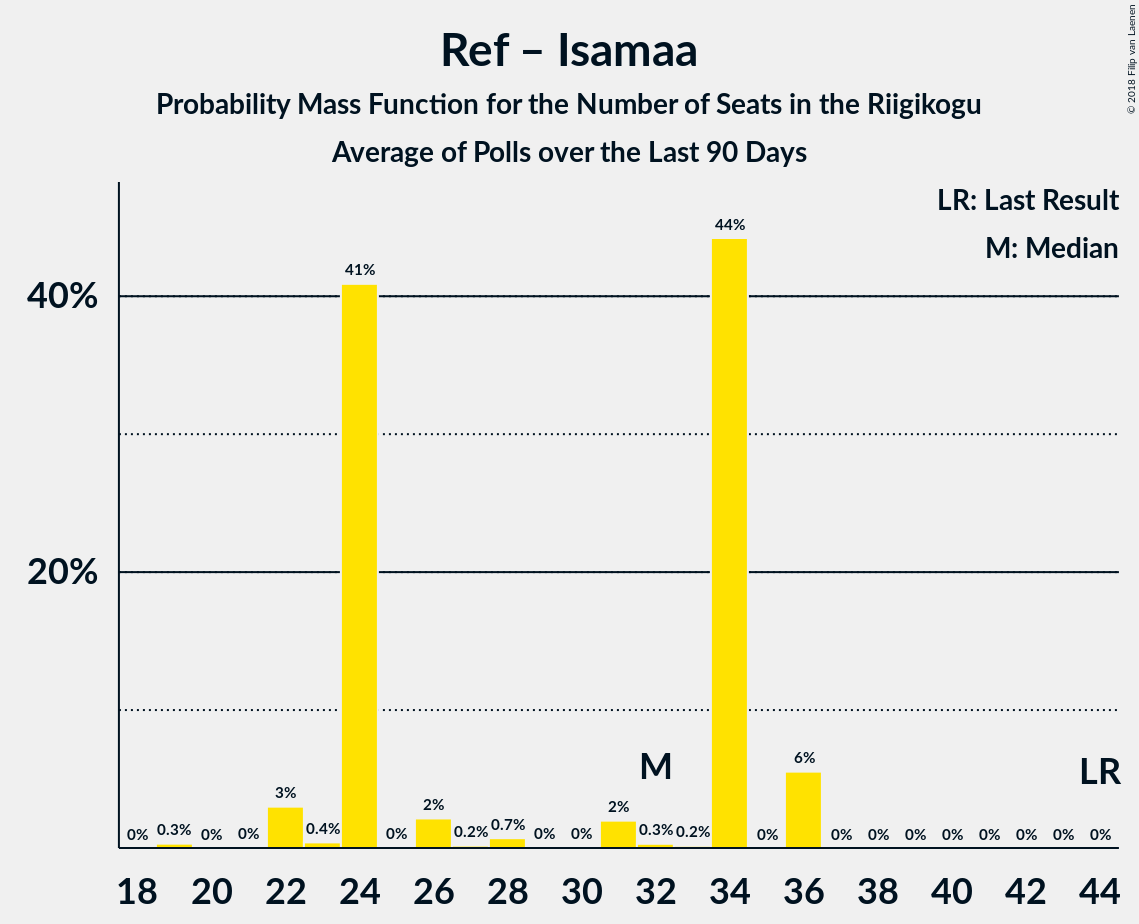 Ref – Isamaa
Probability Mass Function for the Number of Seats in the Riigikogu
Average of Polls over the Last 90 Days
© 2018 Filip van Laenen
LR: Last Result
M: Median
40%
20%
0% 0.3% 0% 0% 3% 0.4% 41% 0% 2% 0.2% 0.7% 0% 0% 2% 0.3% 0.2% 44% 0% 6% 0% 0% 0% 0% 0% 0% 0% 0%
M
LR
18 20 22 24 26 28 30 32 34 36 38 40 42 44